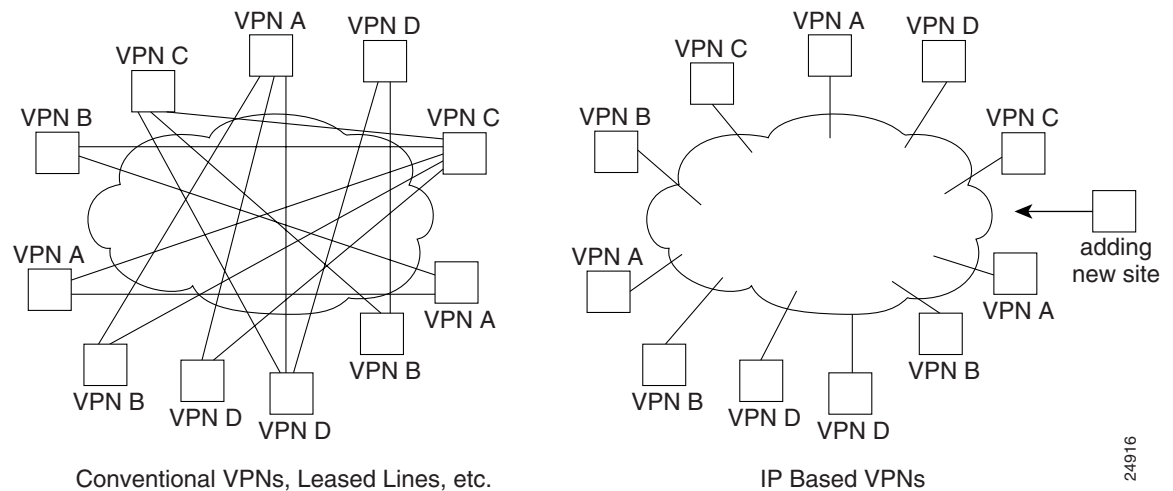 VPN A
VPN D
VPN C
VPN B
VPN C
VPN A
VPN A
VPN B
VPN B
VPN D
VPN D
Conventional VPNs, Leased Lines, etc.
VPN A
VPN D
VPN C
VPN B
VPN C
adding
new site
VPN A
VPN A
VPN B
VPN B
VPN D
VPN D
IP Based VPNs
24916